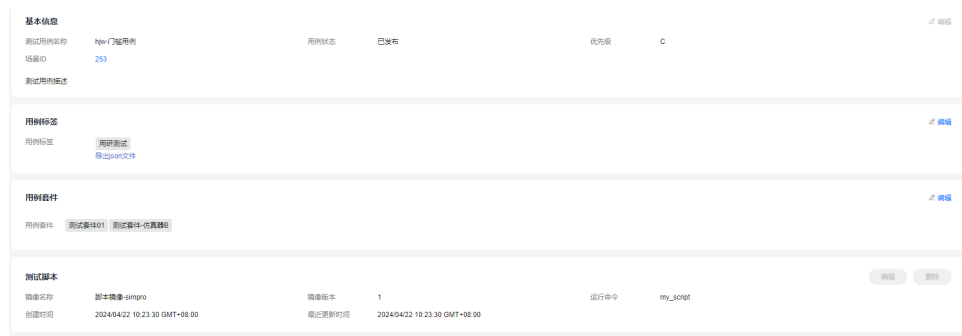 基本信息 编辑
测试用例名称 hjw-门槛用例 用例状态 已发布 优先级 C
场景ID 253
测试用例描述
用例标签 编辑
用例标签 用研测试
导出json文件
用例套件 编辑
用例套件 测试套件01 测试套件-仿真器B
测试脚本 编辑 删除
镜像名称 脚本镜像-simpro 镜像版本 1 运行命令 my_script
创建时间 2024/04/22 10:23:30 GMT+08:00 最近更新时间 2024/04/22 10:23:30 GMT+08:00